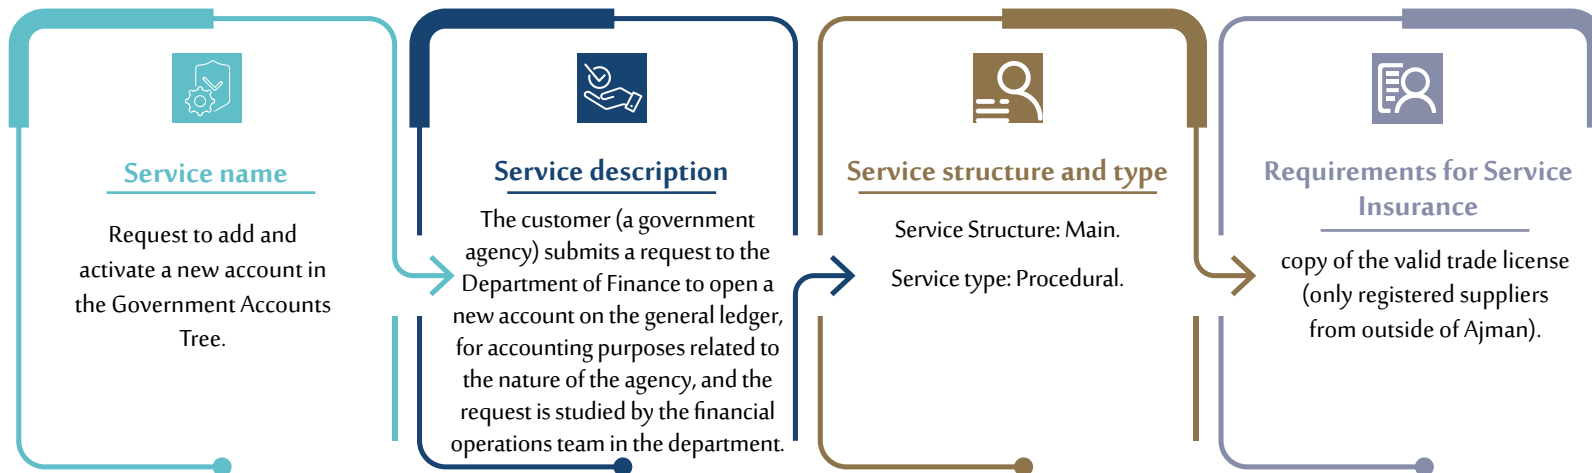 Service name
Request to add and
activate a new account in
the Government Accounts
Tree.
Service description
The customer (a government
agency) submits a request to the
Department of Finance to open a
new account on the general ledger,
for accounting purposes related to
the nature of the agency, and the
request is studied by the financial
operations team in the department.
Service structure and type
Service Structure: Main.
Service type: Procedural.
Requirements for Service
Insurance
copy of the valid trade license
(only registered suppliers
from outside of Ajman).